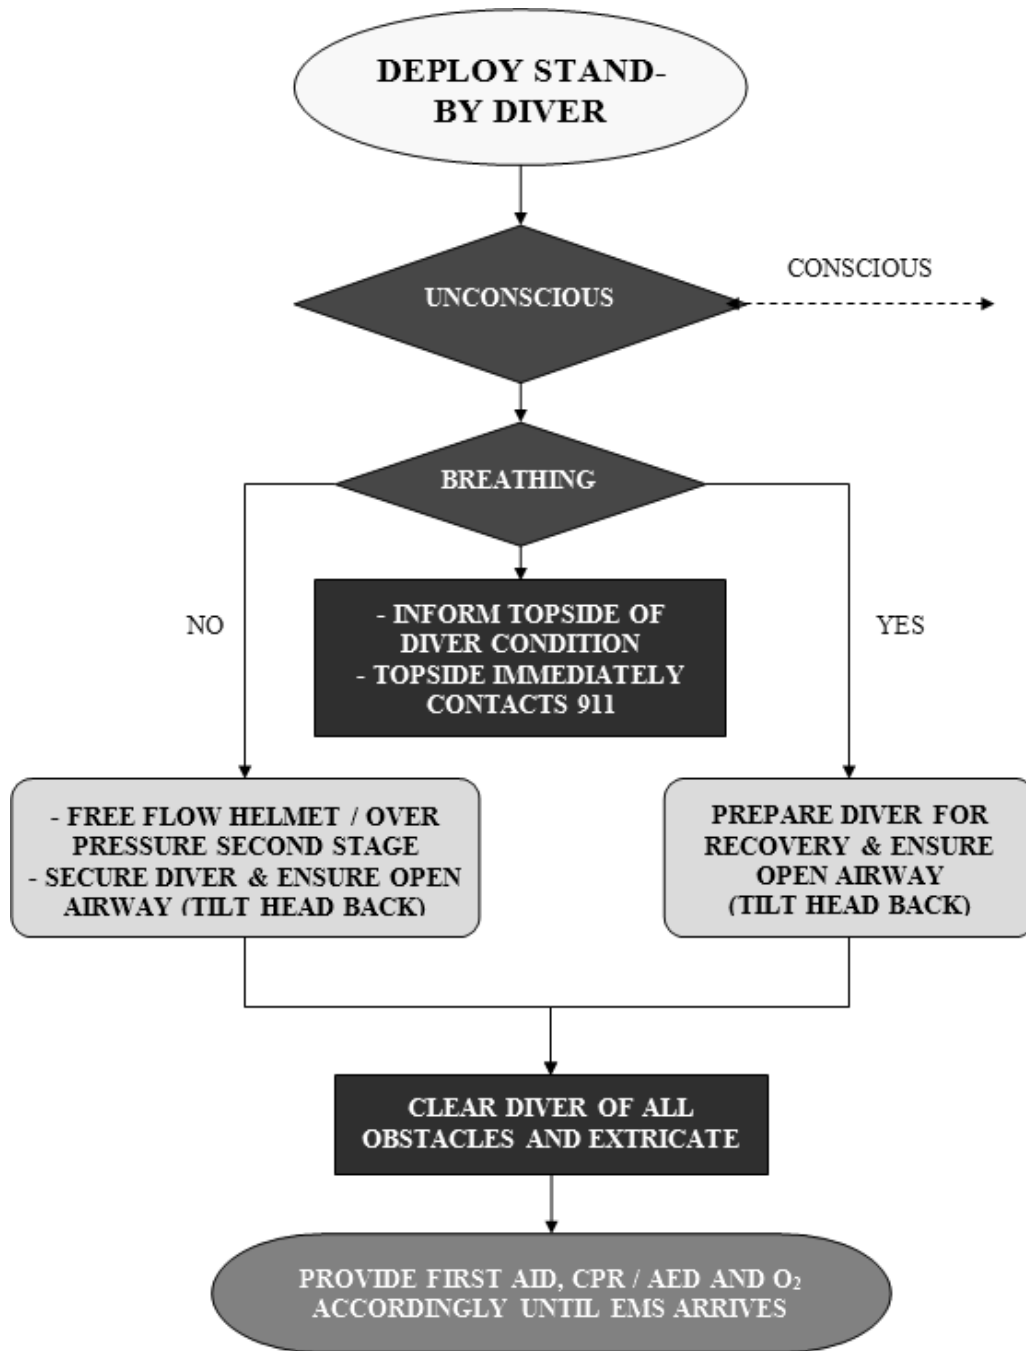 DEPLOY STAND-
BY DIVER
UNCONSCIOUS
CONSCIOUS
BREATHING
NO
YES
- INFORM TOPSIDE OF
DIVER CONDITION
- TOPSIDE IMMEDIATELY
CONTACTS 911
- FREE FLOW HELMET / OVER
PRESSURE SECOND STAGE
- SECURE DIVER & ENSURE OPEN
AIRWAY (TILT HEAD BACK)
PREPARE DIVER FOR
RECOVERY & ENSURE
OPEN AIRWAY
(TILT HEAD BACK)
CLEAR DIVER OF ALL
OBSTACLES AND EXTRICATE
PROVIDE FIRST AID, CPR / AED AND O₂
ACCORDINGLY UNTIL EMS ARRIVES